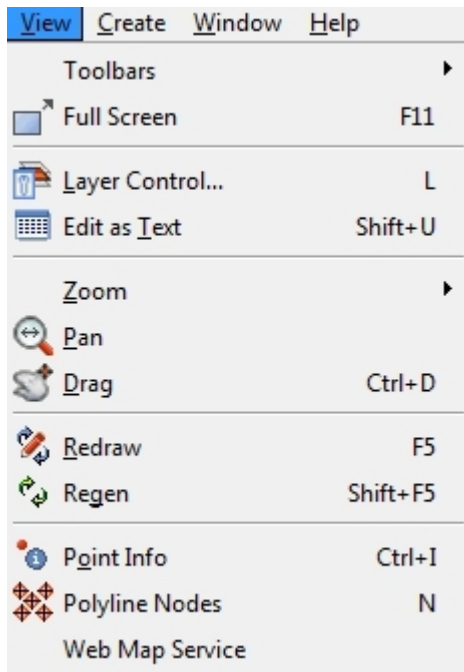 View Create Window Help
Toolbars
Full Screen F11
Layer Control... L
Edit as Text Shift+U
Zoom
Pan
Drag Ctrl+D
Redraw F5
Regen Shift+F5
Point Info Ctrl+I
Polyline Nodes N
Web Map Service